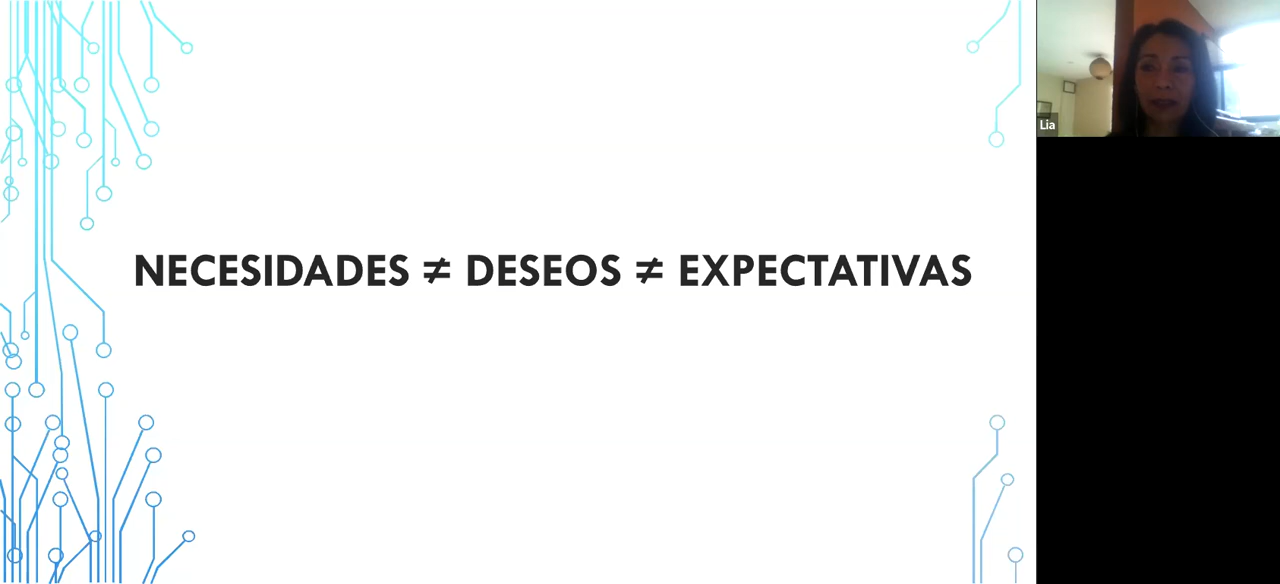 NECESIDADES ≠ DESEOS ≠ EXPECTATIVAS
Lia